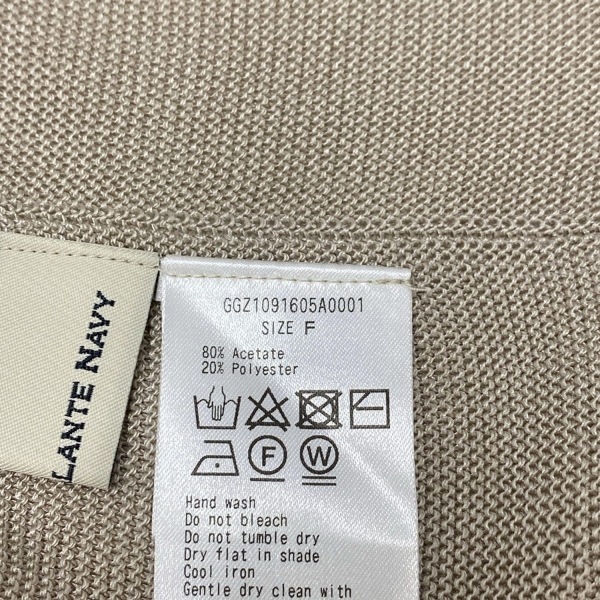 LANTE NAVY
GGZ1091605A0001
SIZE F
80% Acetate
20% Polyester
F
W
Hand wash
Do not bleach
Do not tumble dry
Dry flat in shade
Cool iron
Gentle dry clean with